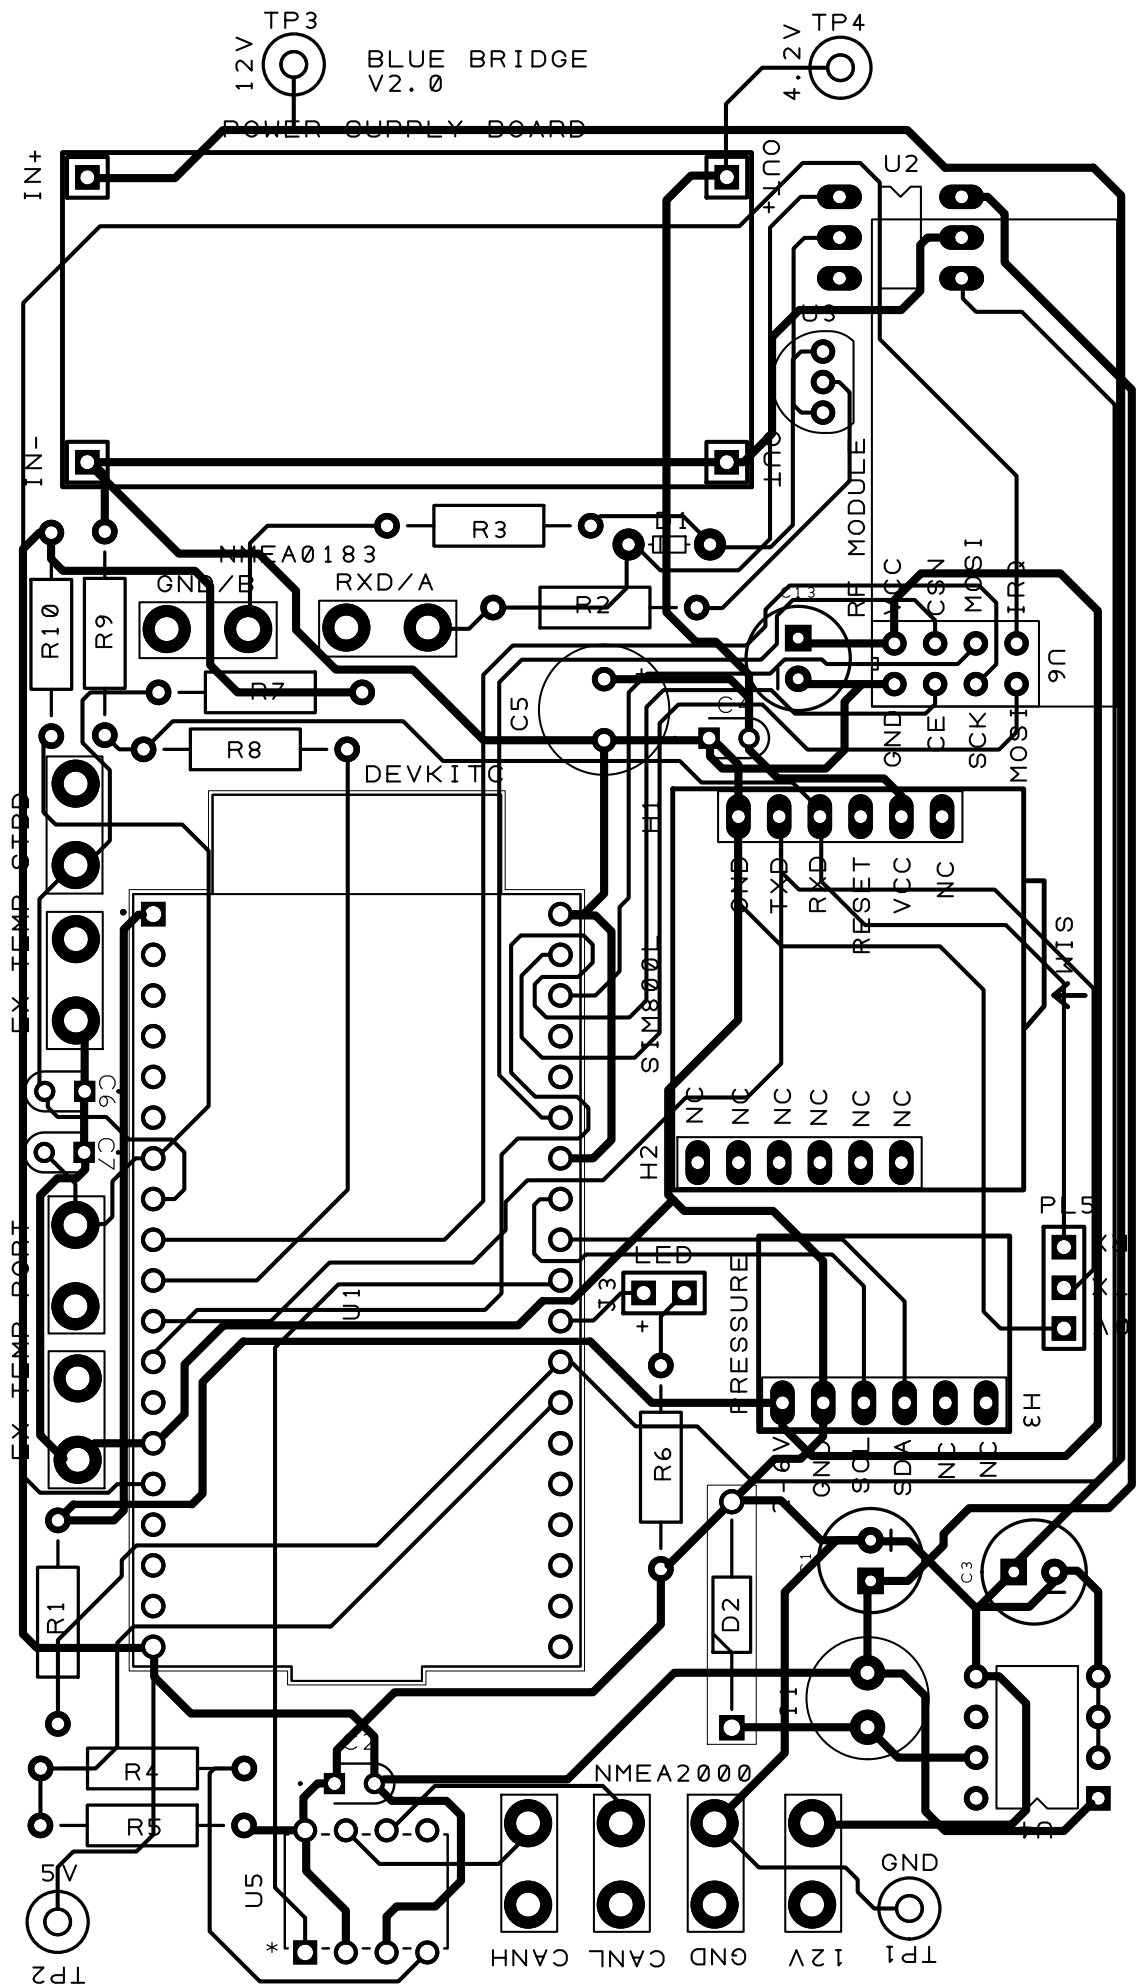 TP3
12V
BLUE BRIDGE
V2.0
TP4
4.2V
POWER SUPPLY BOARD
IN+
OUT+
U2
U3
IN-
OUT
RF MODULE
R3
D1
NMEA0183
GND/B
RXD/A
R2
C13
VCC
CSN
MOSI
IRQ
R10
R9
U6
R7
R8
C5
GND
CE
SCK
MOSI
DEVKITC
EX TEMP STBD
H1
GND
TXD
RXD
RESET
VCC
NC
SIM800L
SIM
C6
C7
NC
NC
NC
NC
NC
NC
H2
PL5
EX TEMP PORT
U1
LED
J3
+
PRESSURE
H3
GND
SCL
SDA
NC
NC
R6
R1
D2
C3
R4
R5
5V
TP2
U5
*
NMEA2000
CANH
CANL
GND
12V
GND
TP1